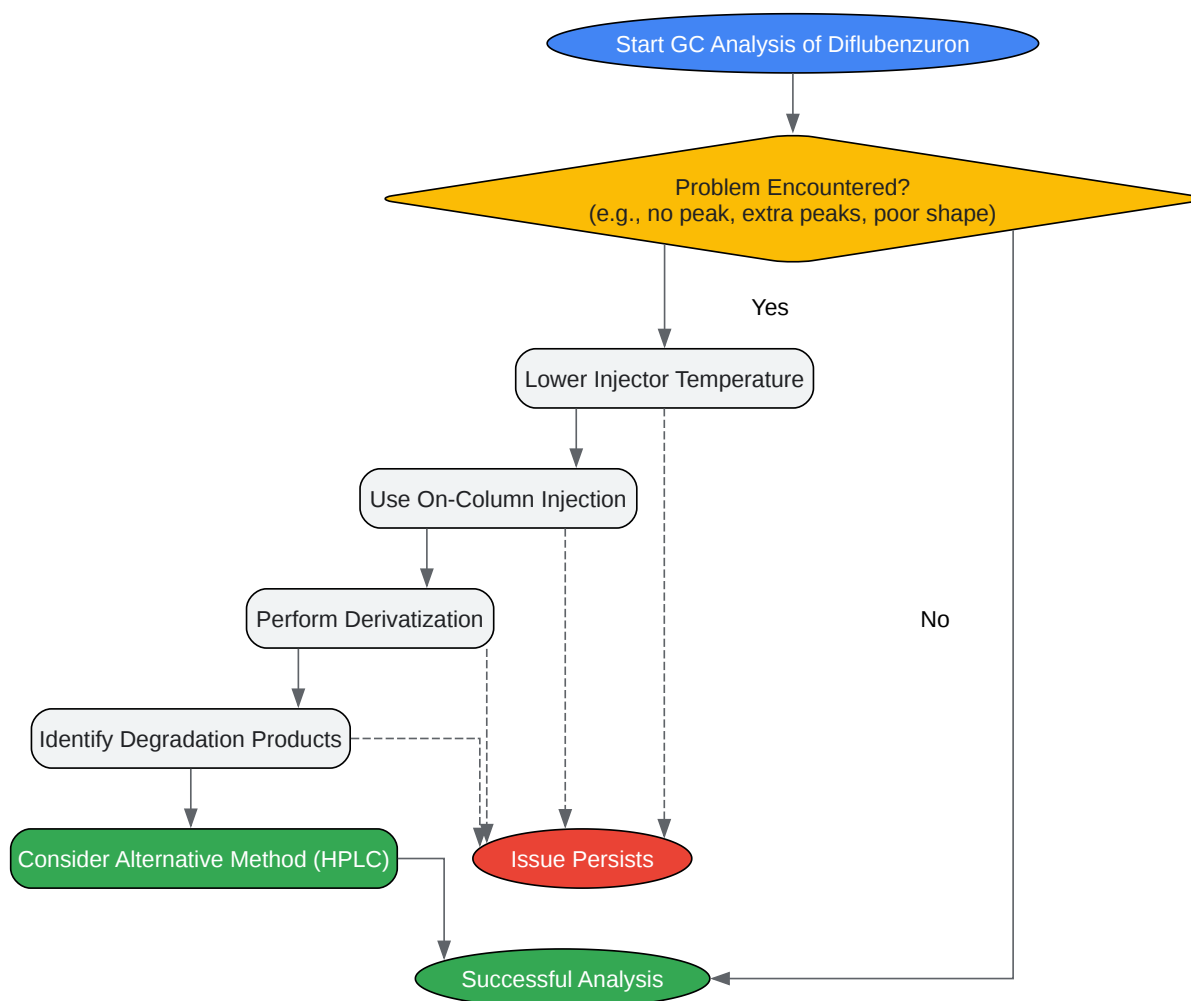 Start GC Analysis of Diflubenzuron
Problem Encountered?
(e.g., no peak, extra peaks, poor shape)
Yes
Lower Injector Temperature
Use On-Column Injection
Perform Derivatization
No
Identify Degradation Products
Consider Alternative Method (HPLC)
Issue Persists
Successful Analysis